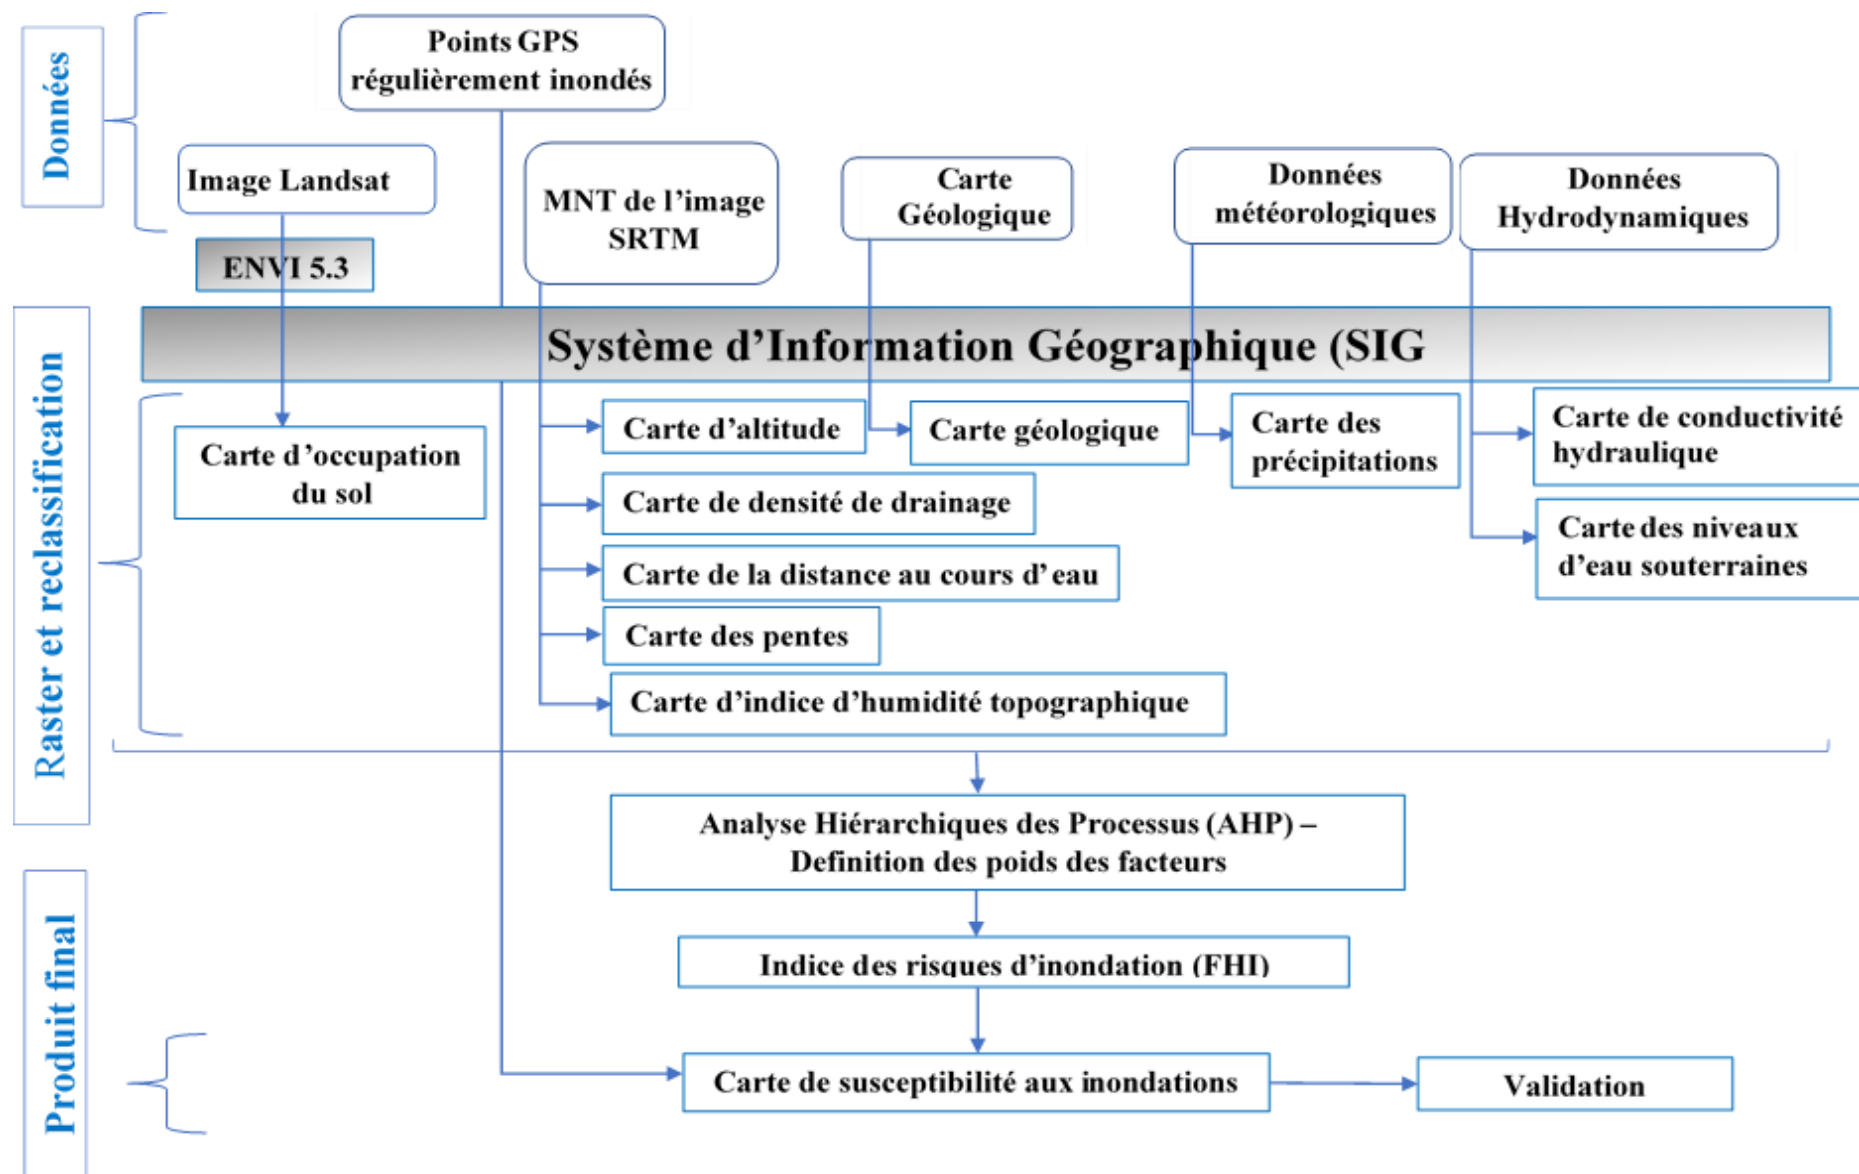 Données
Points GPS
régulièrement inondés
Image Landsat
MNT de l'image
SRTM
Carte
Géologique
Données
météorologiques
Données
Hydrodynamiques
ENVI 5.3
Système d'Information Géographique (SIG
Raster et reclassification
Carte d'occupation
du sol
Carte d'altitude
Carte géologique
Carte des
précipitations
Carte de conductivité
hydraulique
Carte de densité de drainage
Carte des niveaux
d'eau souterraines
Carte de la distance au cours d'eau
Carte des pentes
Carte d'indice d'humidité topographique
Analyse Hiérarchiques des Processus (AHP) –
Definition des poids des facteurs
Produit final
Indice des risques d'inondation (FHI)
Carte de susceptibilité aux inondations
Validation